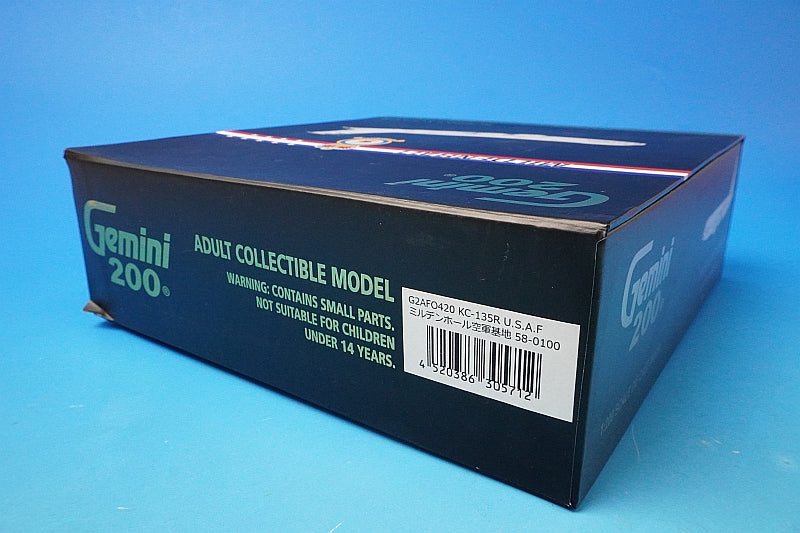 Gemini
200®
Gemini
200®
ADULT COLLECTIBLE MODEL
WARNING: CONTAINS SMALL PARTS.
NOT SUITABLE FOR CHILDREN
UNDER 14 YEARS.
G2AFO420 KC-135R U.S.A.F
ミルデンホール空軍基地 58-0100
4 520386 305712
Gemini
200®